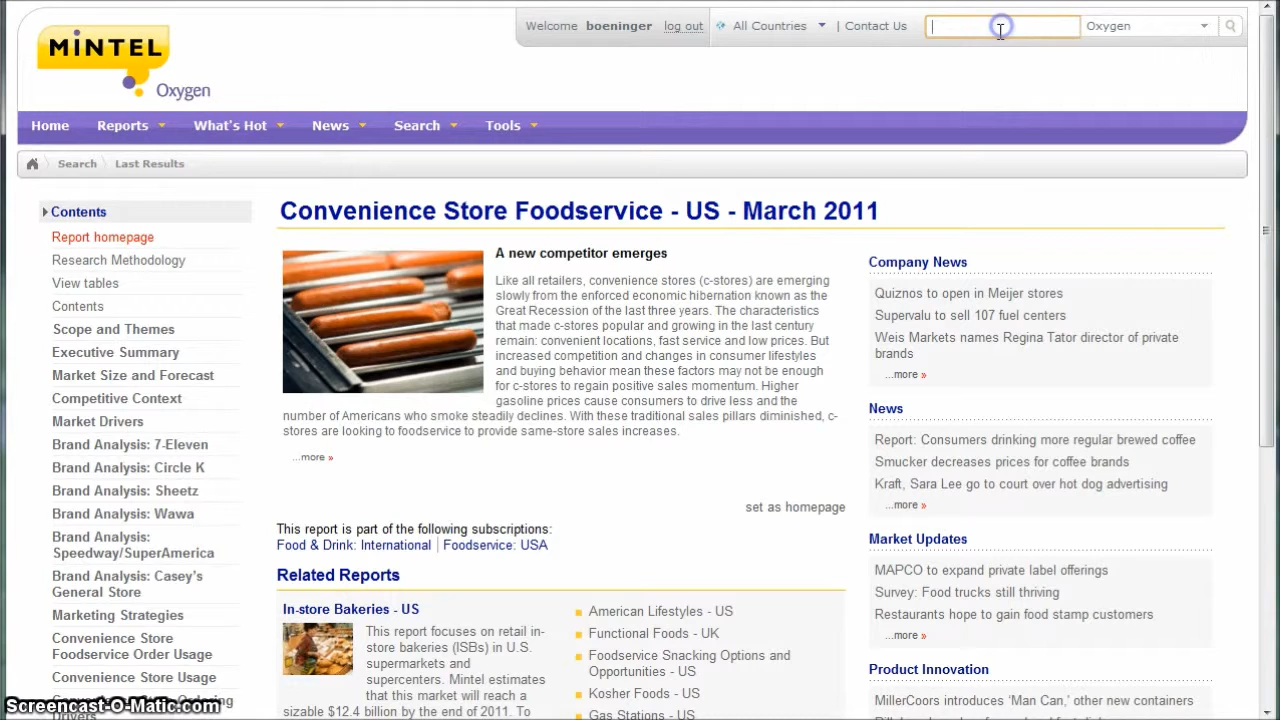 MINTEL
Oxygen
Welcome boeninger log out
All Countries
Contact Us
Oxygen
Home
Reports
What's Hot
News
Search
Tools
Search
Last Results
Contents
Report homepage
Research Methodology
View tables
Contents
Scope and Themes
Executive Summary
Market Size and Forecast
Competitive Context
Market Drivers
Brand Analysis: 7-Eleven
Brand Analysis: Circle K
Brand Analysis: Sheetz
Brand Analysis: Wawa
Brand Analysis:
Speedway/SuperAmerica
Brand Analysis: Casey's
General Store
Marketing Strategies
Convenience Store
Foodservice Order Usage
Convenience Store Usage
Convenience Store Ordering
Drivers
Convenience Store Foodservice - US - March 2011
A new competitor emerges
Like all retailers, convenience stores (c-stores) are emerging
slowly from the enforced economic hibernation known as the
Great Recession of the last three years. The characteristics
that made c-stores popular and growing in the last century
remain: convenient locations, fast service and low prices. But
increased competition and changes in consumer lifestyles
and buying behavior mean these factors may not be enough
for c-stores to regain positive sales momentum. Higher
gasoline prices cause consumers to drive less and the
number of Americans who smoke steadily declines. With these traditional sales pillars diminished, c-
stores are looking to foodservice to provide same-store sales increases.
...more »
set as homepage
This report is part of the following subscriptions:
Food & Drink: International | Foodservice: USA
Related Reports
In-store Bakeries - US
This report focuses on retail in-
store bakeries (ISBs) in U.S.
supermarkets and
supercenters. Mintel estimates
that this market will reach a
sizable $12.4 billion by the end of 2011. To
American Lifestyles - US
Functional Foods - UK
Foodservice Snacking Options and
Opportunities - US
Kosher Foods - US
Gas Stations - US
Company News
Quiznos to open in Meijer stores
Supervalu to sell 107 fuel centers
Weis Markets names Regina Tator director of private
brands
...more »
News
Report: Consumers drinking more regular brewed coffee
Smucker decreases prices for coffee brands
Kraft, Sara Lee go to court over hot dog advertising
...more »
Market Updates
MAPCO to expand private label offerings
Survey: Food trucks still thriving
Restaurants hope to gain food stamp customers
...more »
Product Innovation
MillerCoors introduces 'Man Can,' other new containers
Screencast-O-Matic.com